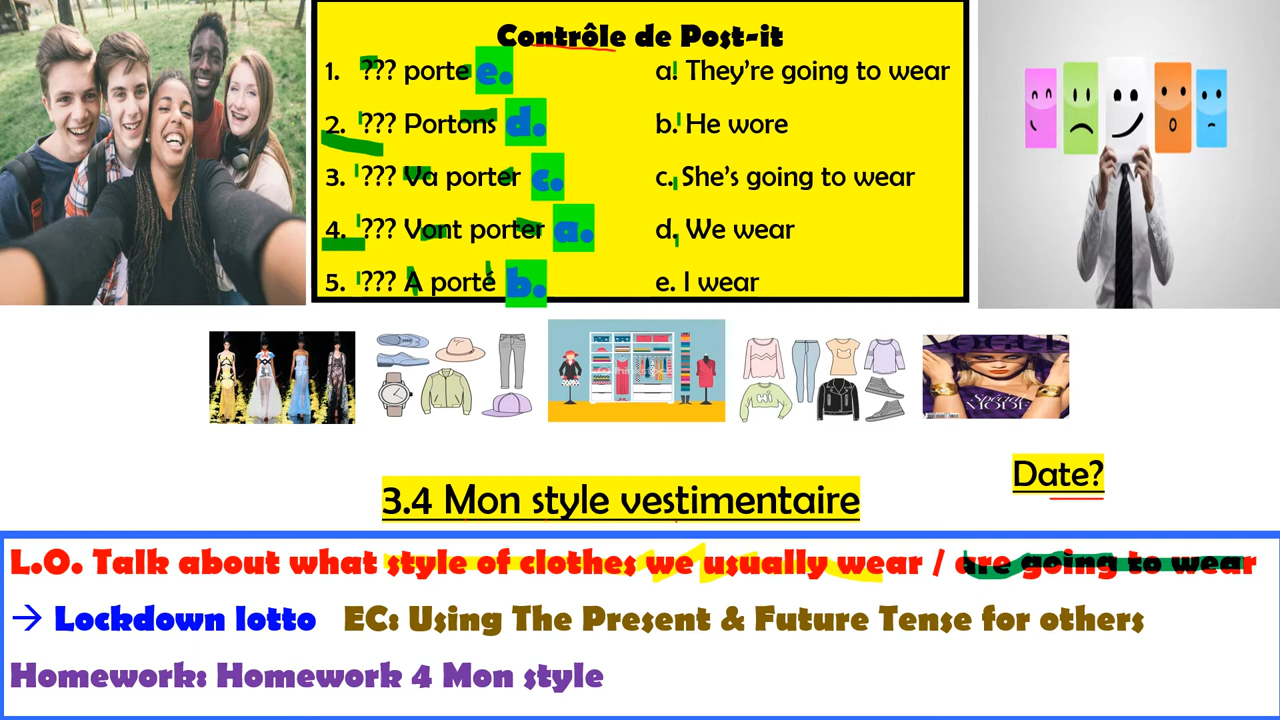 Contrôle de Post-it
1. ??? porte e.
2. ??? Portons d.
3. ??? Va porter c.
4. ??? Vont porter a.
5. ??? A porté b.
a. They're going to wear
b. He wore
c. She's going to wear
d. We wear
e. I wear
Hi
Spécial
MODE
Date?
3.4 Mon style vestimentaire
L.O. Talk about what style of clothes we usually wear / are going to wear
→ Lockdown lotto EC: Using The Present & Future Tense for others
Homework: Homework 4 Mon style